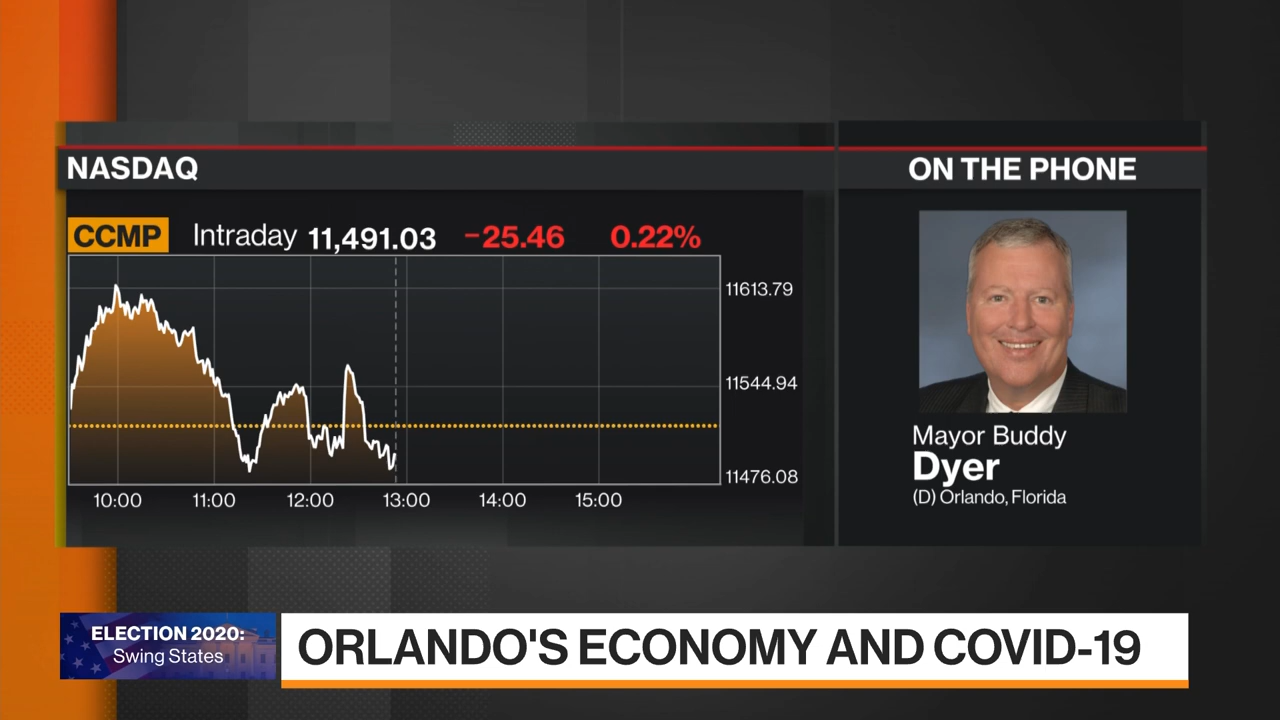 NASDAQ
CCMP Intraday 11,491.03 -25.46 0.22%
11613.79
11544.94
11476.08
10:00 11:00 12:00 13:00 14:00 15:00
ON THE PHONE
Mayor Buddy
Dyer
(D) Orlando, Florida
ELECTION 2020:
Swing States
ORLANDO'S ECONOMY AND COVID-19